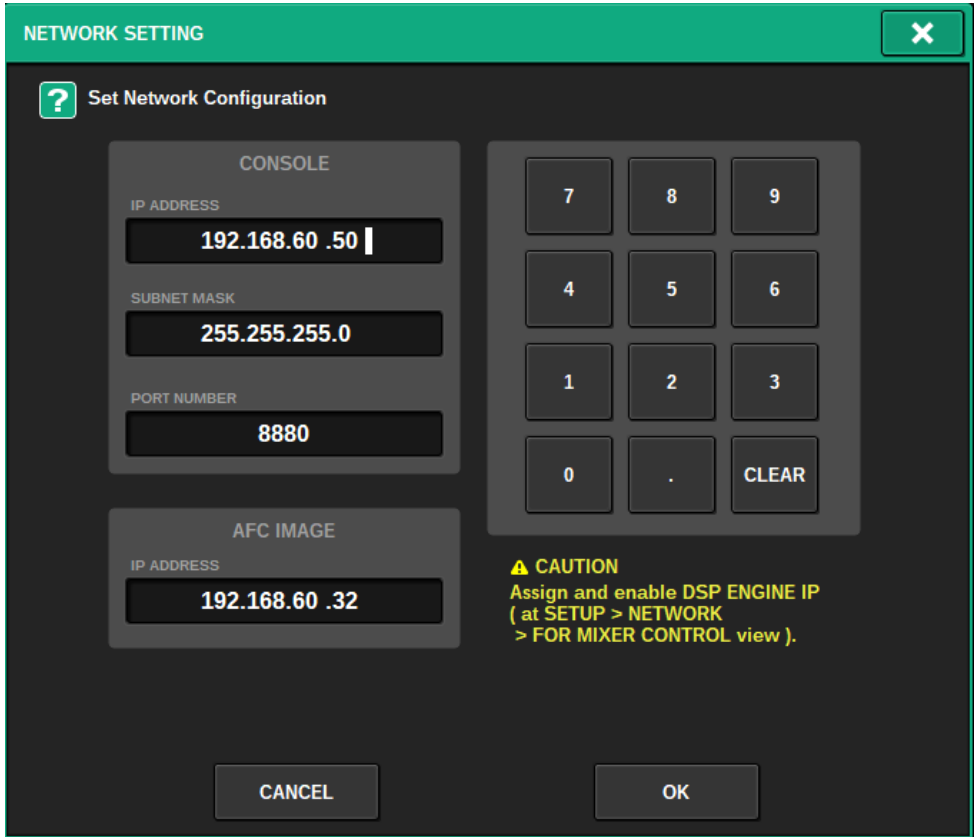 NETWORK SETTING
? Set Network Configuration
CONSOLE
IP ADDRESS
192.168.60 .50
SUBNET MASK
255.255.255.0
PORT NUMBER
8880
AFC IMAGE
IP ADDRESS
192.168.60 .32
7 8 9
4 5 6
1 2 3
0 . CLEAR
CAUTION
Assign and enable DSP ENGINE IP
( at SETUP > NETWORK
> FOR MIXER CONTROL view ).
CANCEL OK